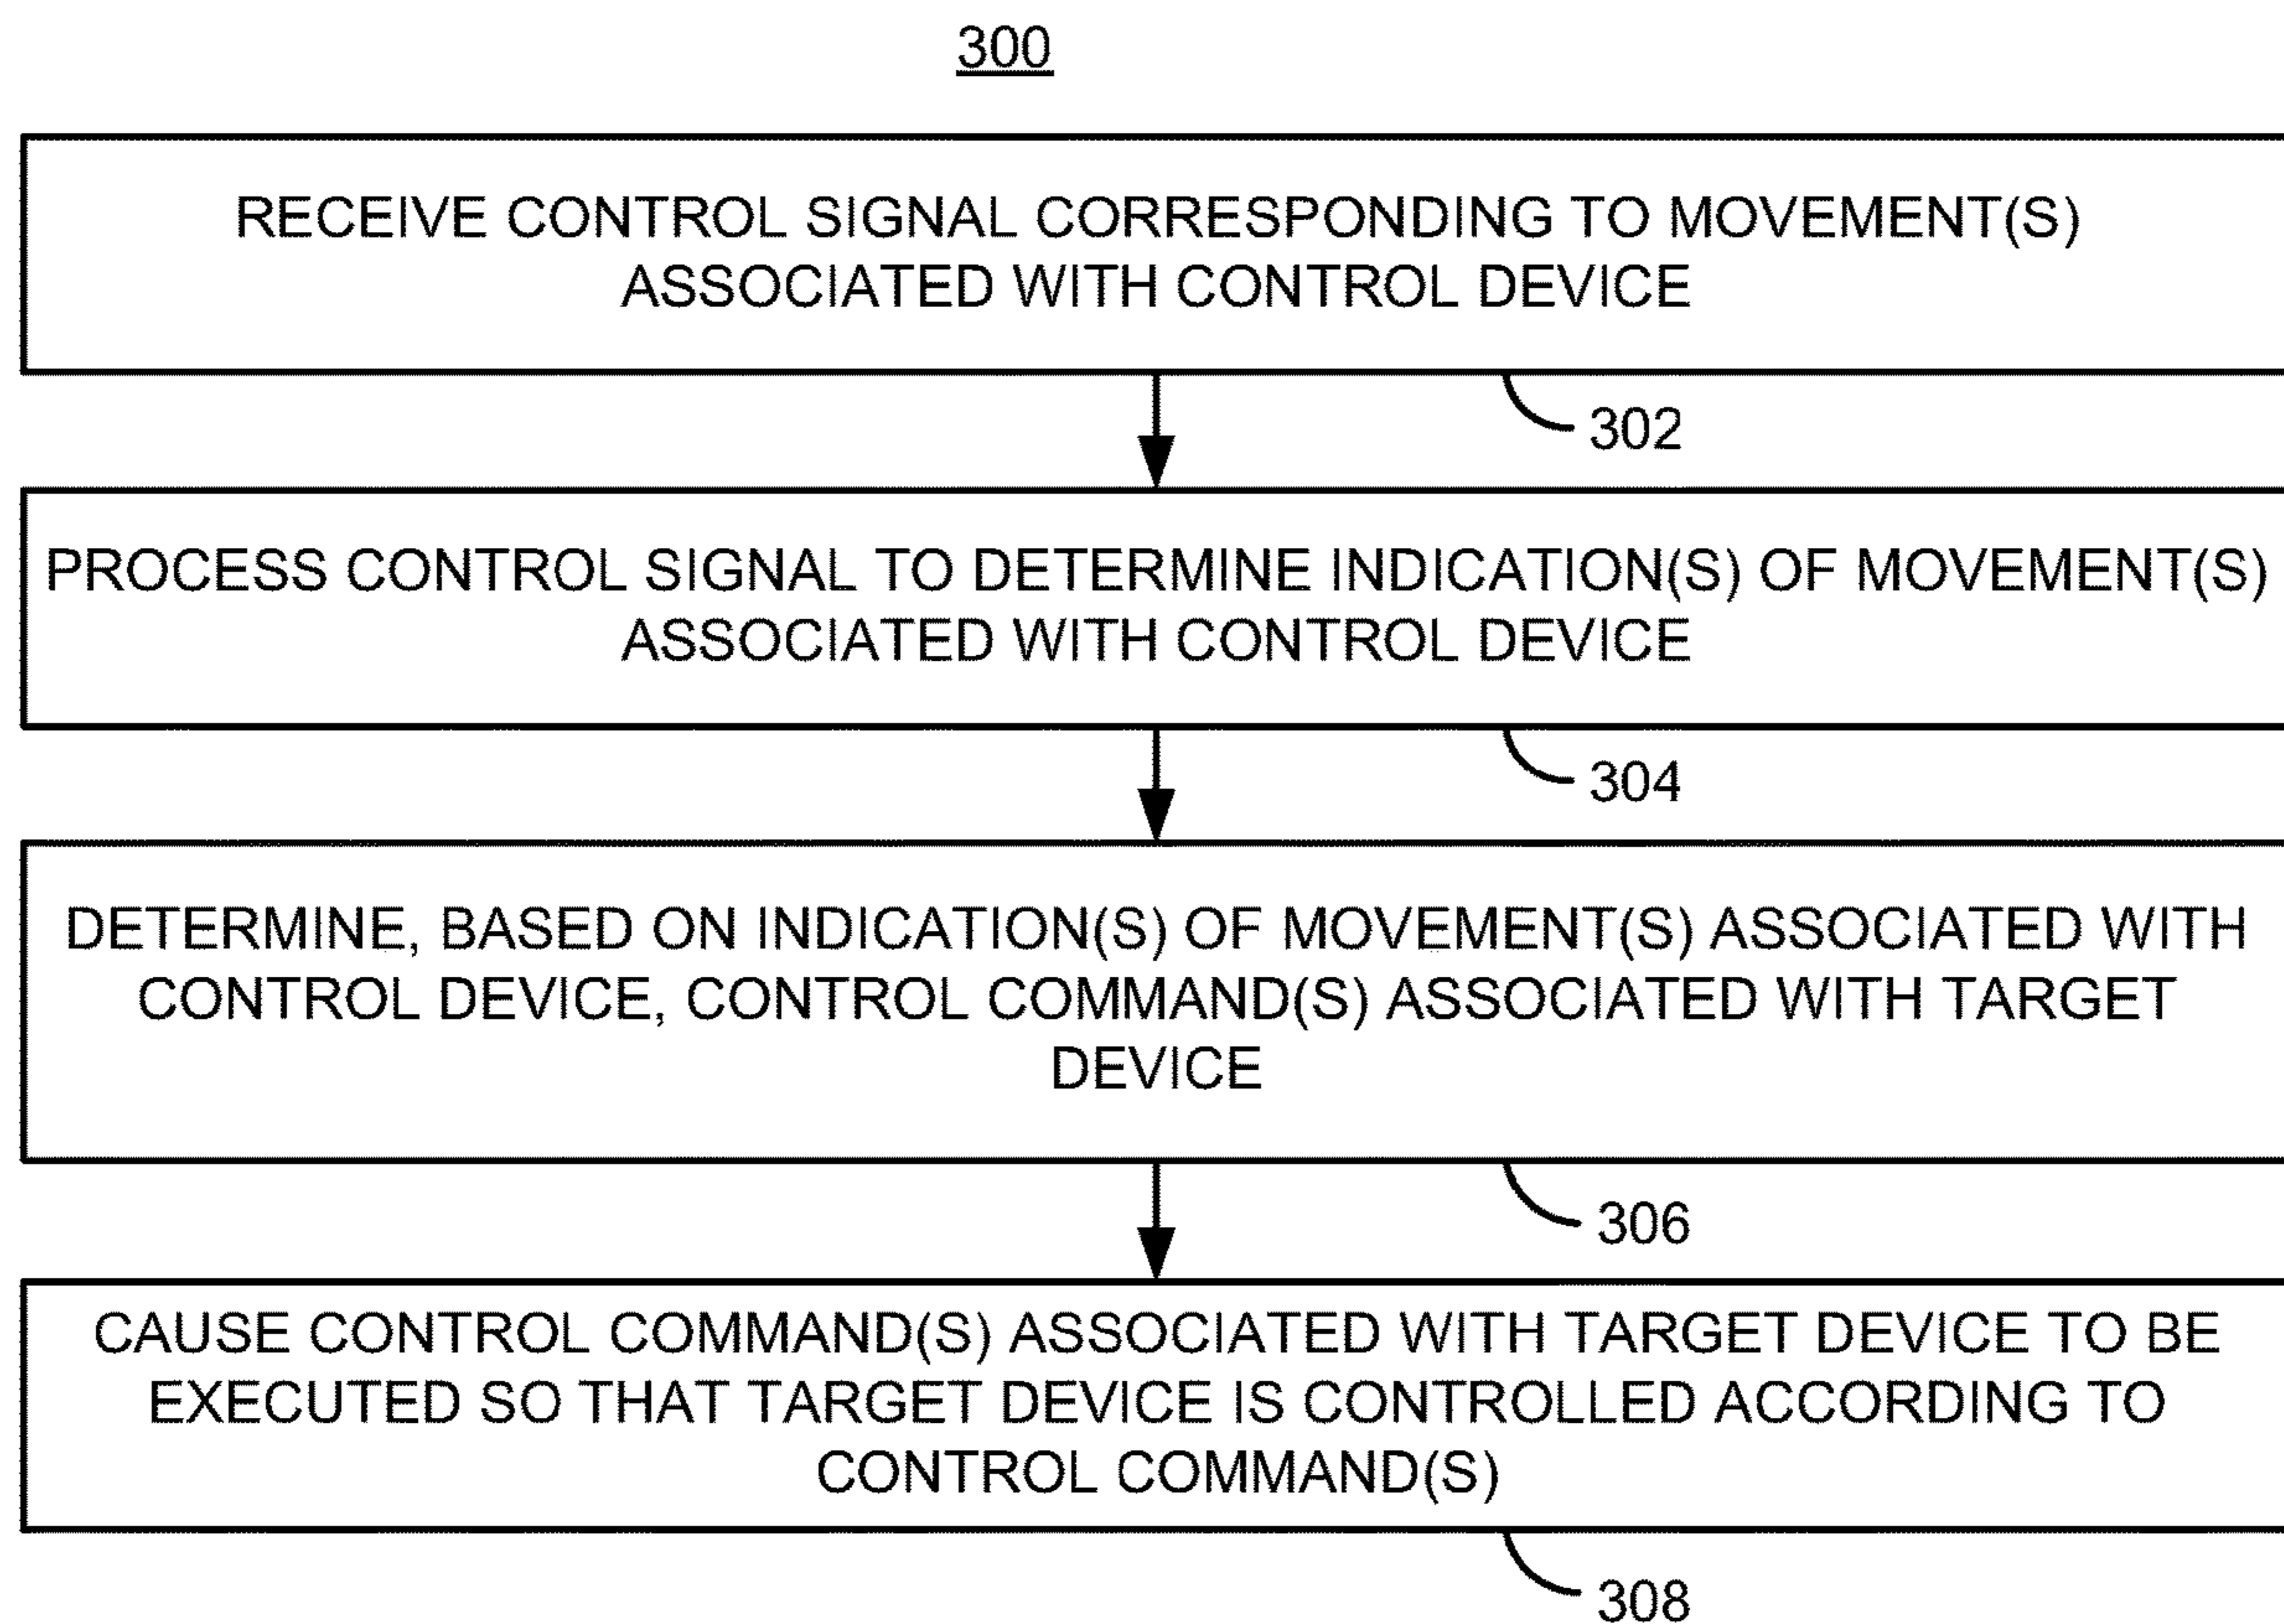 300
RECEIVE CONTROL SIGNAL CORRESPONDING TO MOVEMENT(S)
ASSOCIATED WITH CONTROL DEVICE
302
PROCESS CONTROL SIGNAL TO DETERMINE INDICATION(S) OF MOVEMENT(S)
ASSOCIATED WITH CONTROL DEVICE
304
DETERMINE, BASED ON INDICATION(S) OF MOVEMENT(S) ASSOCIATED WITH
CONTROL DEVICE, CONTROL COMMAND(S) ASSOCIATED WITH TARGET
DEVICE
306
CAUSE CONTROL COMMAND(S) ASSOCIATED WITH TARGET DEVICE TO BE
EXECUTED SO THAT TARGET DEVICE IS CONTROLLED ACCORDING TO
CONTROL COMMAND(S)
308